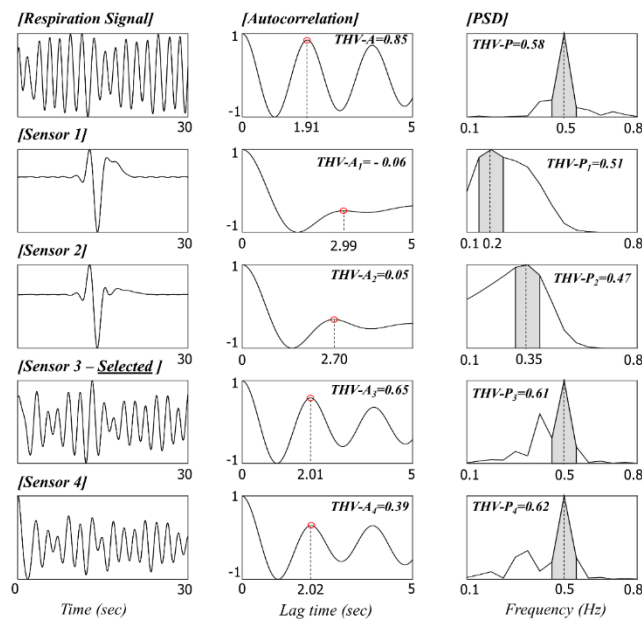 [Respiration Signal] [Autocorrelation] [PSD]
1 THV-A=0.85 THV-P=0.58
-1
30 0 1.91 5 0.1 0.5 0.8
[Sensor 1]
1 THV-A1= - 0.06 THV-P1=0.51
-1
30 0 2.99 5 0.1 0.2 0.8
[Sensor 2]
1 THV-A2=0.05 THV-P2=0.47
-1
30 0 2.70 5 0.1 0.35 0.8
[Sensor 3 – Selected ]
1 THV-A3=0.65 THV-P3=0.61
-1
30 0 2.01 5 0.1 0.5 0.8
[Sensor 4]
1 THV-A4=0.39 THV-P4=0.62
-1
0 30 0 2.02 5 0.1 0.5 0.8
Time (sec) Lag time (sec) Frequency (Hz)